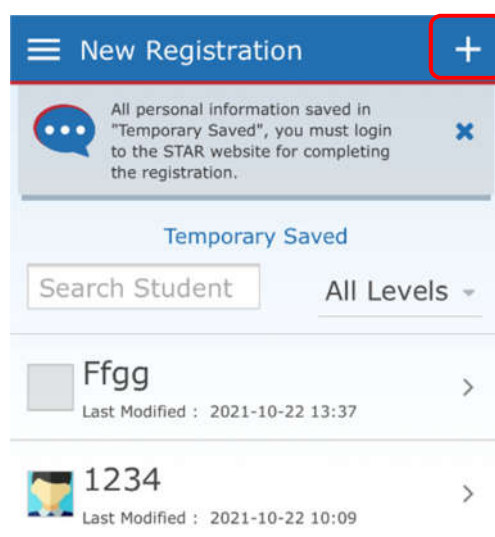 New Registration +
All personal information saved in
"Temporary Saved", you must login
to the STAR website for completing
the registration.
Temporary Saved
Search Student
All Levels
Ffgg
Last Modified : 2021-10-22 13:37
1234
Last Modified : 2021-10-22 10:09